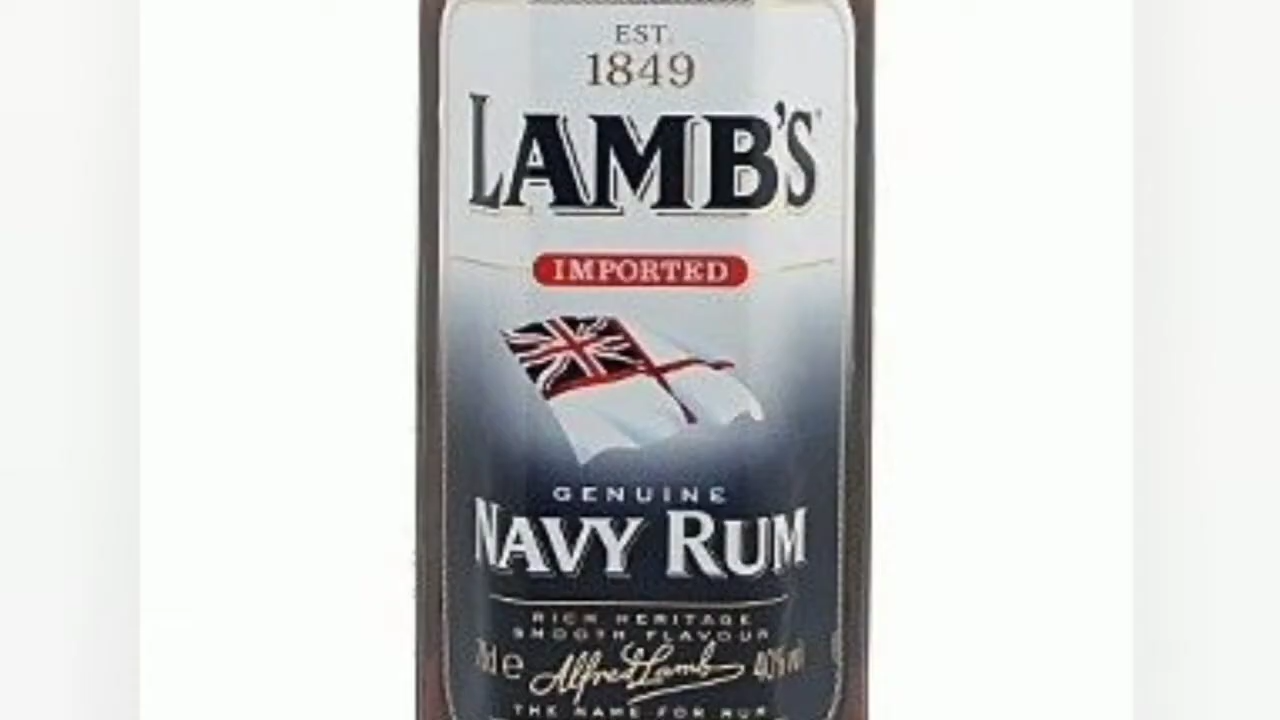 EST.
1849
LAMB'S
IMPORTED
GENUINE
NAVY RUM
RICH HERITAGE
SMOOTH FLAVOUR
70cl e Alfred Lamb 40%vol
THE NAME FOR RUM